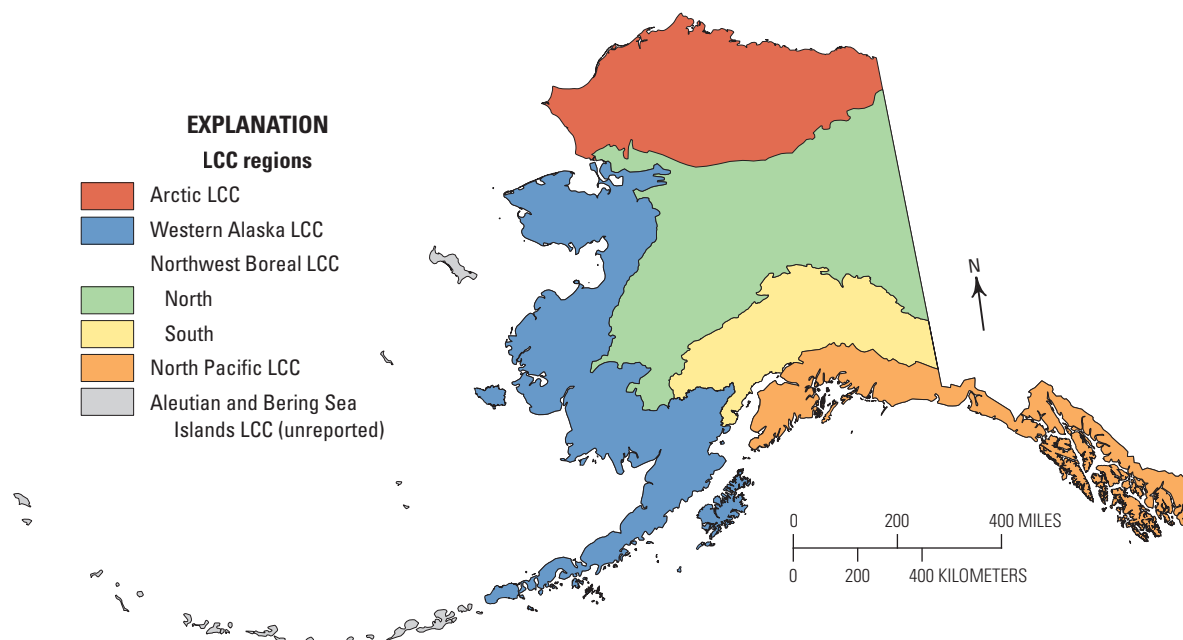 EXPLANATION
LCC regions
Arctic LCC
Western Alaska LCC
Northwest Boreal LCC
North
South
North Pacific LCC
Aleutian and Bering Sea
Islands LCC (unreported)
N
0 200 400 MILES
0 200 400 KILOMETERS